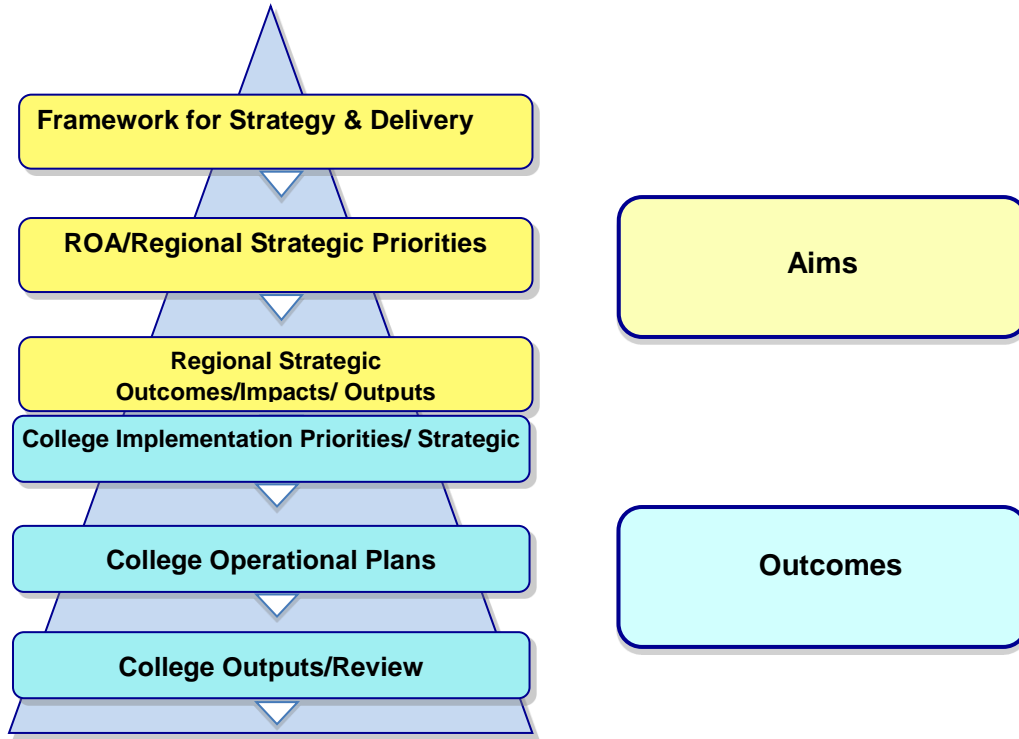 Framework for Strategy & Delivery
ROA/Regional Strategic Priorities
Regional Strategic
Outcomes/Impacts/ Outputs
College Implementation Priorities/ Strategic
College Operational Plans
College Outputs/Review
Aims
Outcomes